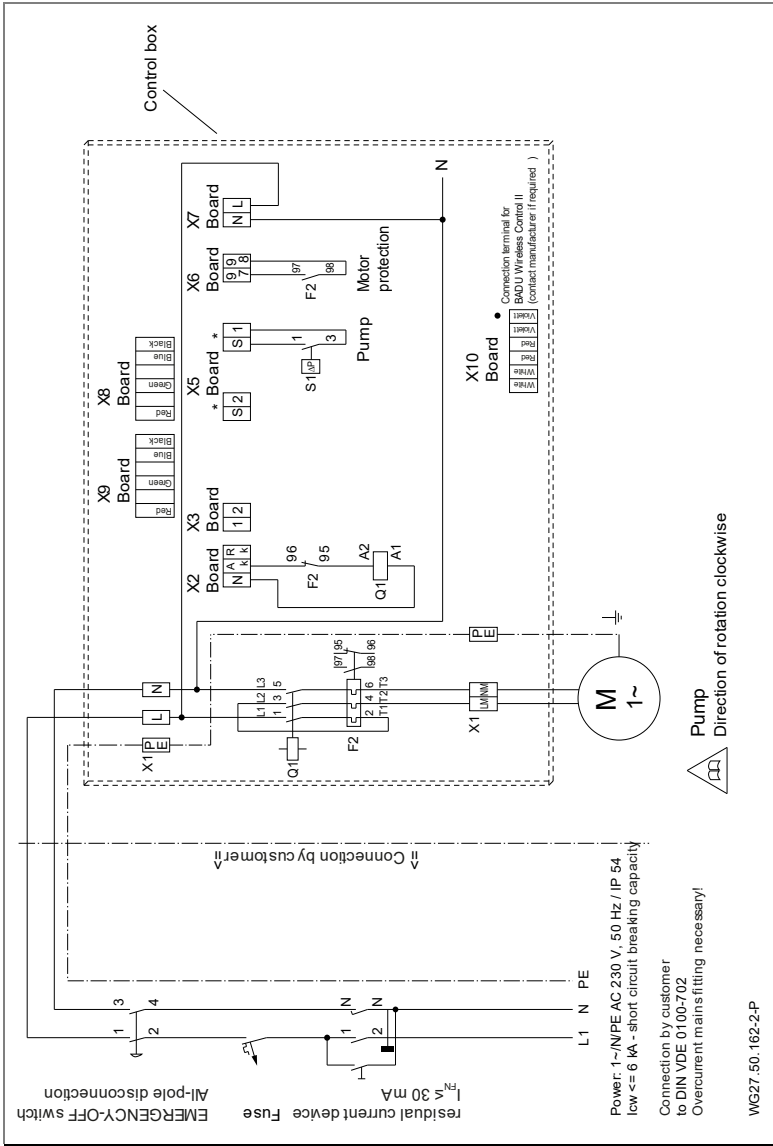 Control box
X9
Board
Red
Green
Blue
Black
X8
Board
Red
Green
Blue
Black
X2
Board
N
A
k
R
k
X3
Board
1 2
X5
Board
*
S 2
*
S 1
X6
Board
9 9
7 8
X7
Board
N L
96
F2
95
A2
Q1
A1
1
S1 ΔP
3
Pump
97
F2
98
Motor
protection
N
X1
P
E
L
N
L1 L2 L3
1 3 5
Q1
97 95
98 96
F2
2 4 6
T1 T2 T3
X1
LM NM
P
E
M
1~
X10
Board
White
White
Red
Red
Violett
Violett
Connection terminal for
BADU Wireless Control II
(contact manufacturer if required )
Pump
Direction of rotation clockwise
<= Connection by customer =>
EMERGENCY-OFF switch
All-pole disconnection
1 3
2 4
Fuse
residual current device
I FN ≤ 30 mA
1 N
2 N
L1 N PE
Power: 1~/N/PE AC 230 V, 50 Hz / IP 54
Icw <= 6 kA - short circuit breaking capacity
Connection by customer
to DIN VDE 0100-702
Overcurrent mains fitting necessary!
WG27.50.162-2-P